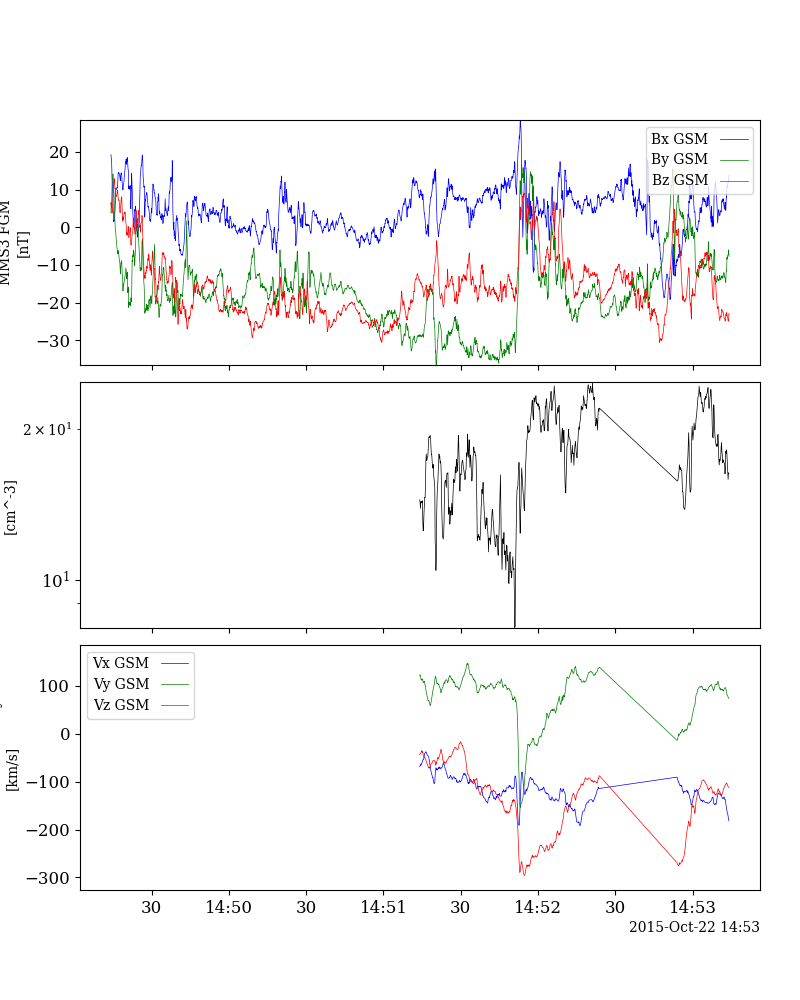 MMS3 FGM
[nT]
20
10
0
−10
−20
−30
Bx GSM
By GSM
Bz GSM
[cm^-3]
2 × 10¹
10¹
[km/s]
100
0
−100
−200
−300
Vx GSM
Vy GSM
Vz GSM
30 14:50 30 14:51 30 14:52 30 14:53
2015-Oct-22 14:53